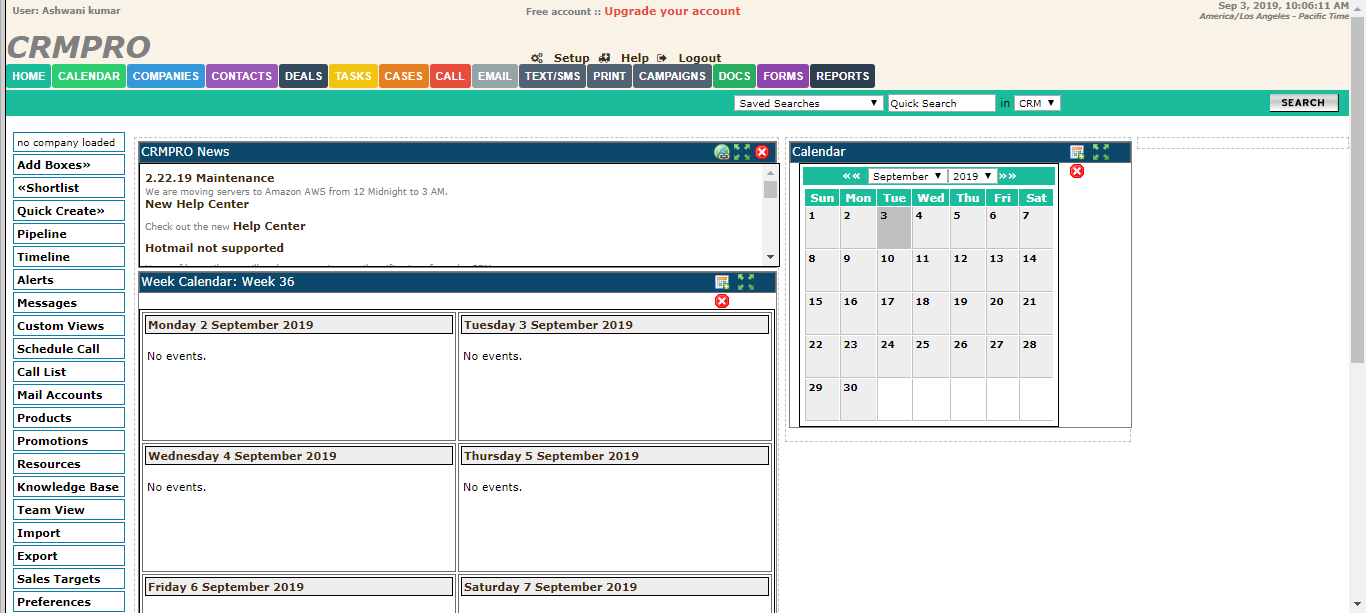 User: Ashwani kumar
Free account :: Upgrade your account
Sep 3, 2019, 10:06:11 AM
America/Los Angeles - Pacific Time
CRMPRO
Setup Help Logout
HOME CALENDAR COMPANIES CONTACTS DEALS TASKS CASES CALL EMAIL TEXT/SMS PRINT CAMPAIGNS DOCS FORMS REPORTS
Saved Searches Quick Search in CRM SEARCH
no company loaded
Add Boxes»
«Shortlist
Quick Create»
Pipeline
Timeline
Alerts
Messages
Custom Views
Schedule Call
Call List
Mail Accounts
Products
Promotions
Resources
Knowledge Base
Team View
Import
Export
Sales Targets
Preferences
CRMPRO News
2.22.19 Maintenance
We are moving servers to Amazon AWS from 12 Midnight to 3 AM.
New Help Center
Check out the new Help Center
Hotmail not supported
Week Calendar: Week 36
Monday 2 September 2019
No events.
Tuesday 3 September 2019
No events.
Wednesday 4 September 2019
No events.
Thursday 5 September 2019
No events.
Friday 6 September 2019
Saturday 7 September 2019
Calendar
«« September 2019 »»
Sun Mon Tue Wed Thu Fri Sat
1 2 3 4 5 6 7
8 9 10 11 12 13 14
15 16 17 18 19 20 21
22 23 24 25 26 27 28
29 30